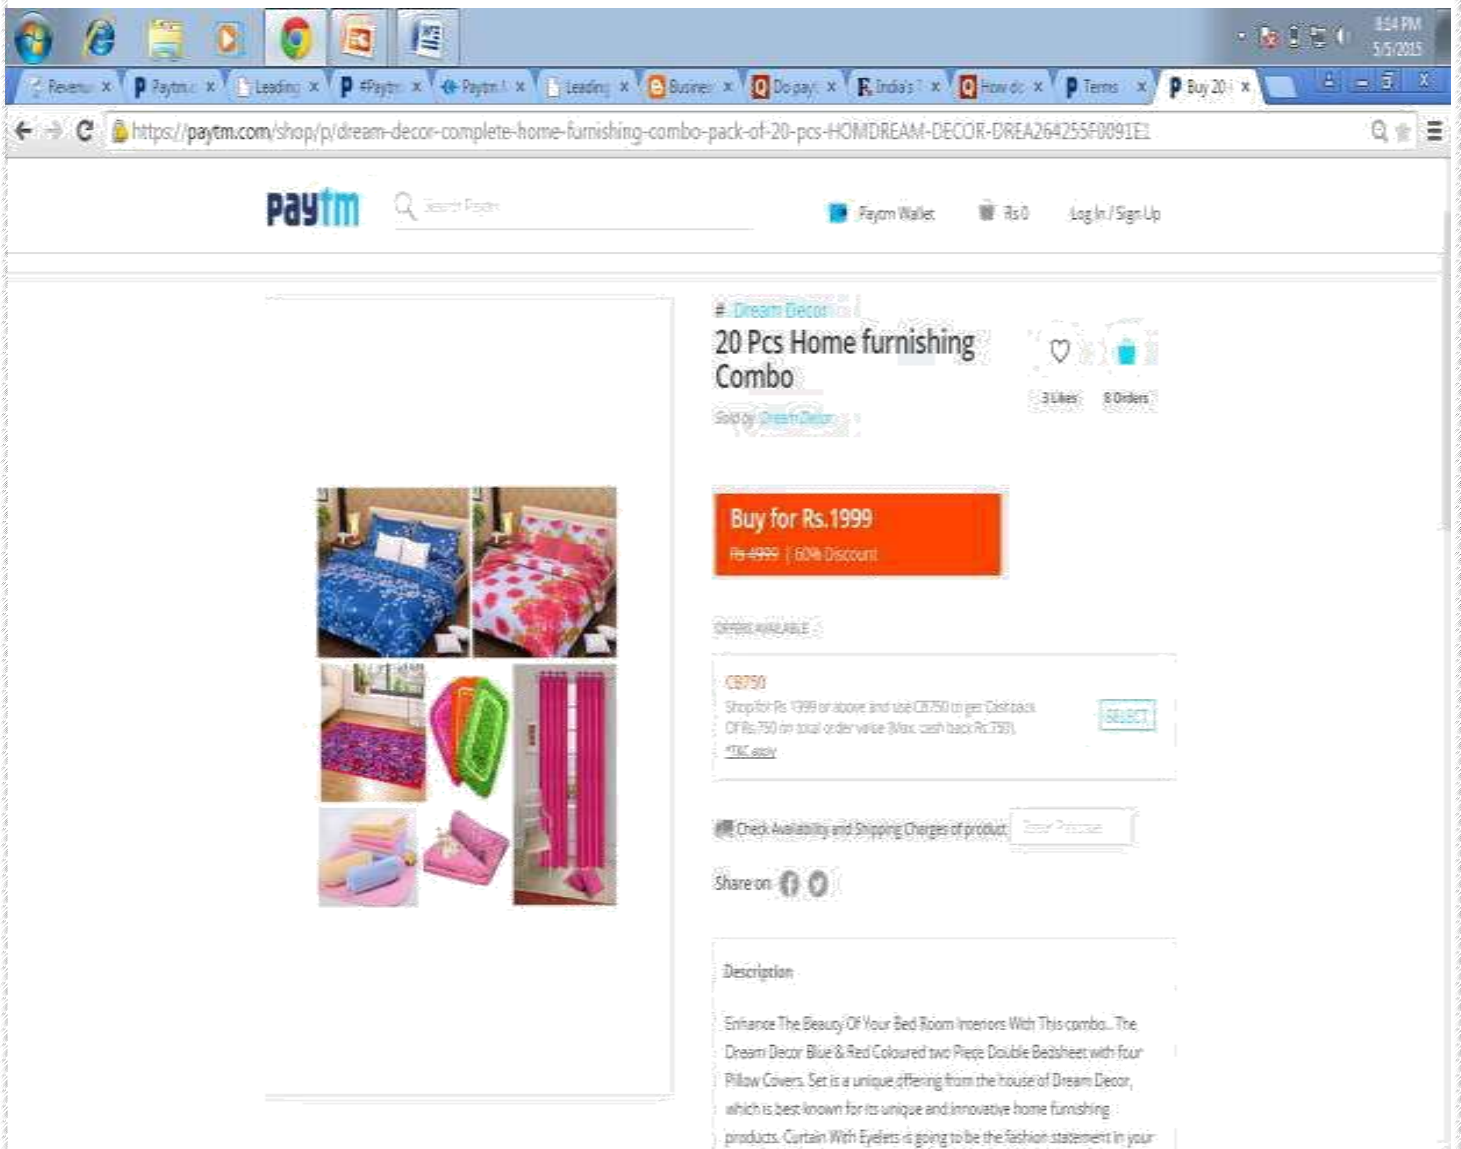 8:14 PM
5/5/2015
Revenu
Paytm.c
Leading
#Paytm
Paytm
Leading
Busines
Do payt
India's
How do
Terms
Buy 20
https://paytm.com/shop/p/dream-decor-complete-home-furnishing-combo-pack-of-20-pcs-HOMDREAM-DECOR-DREA264255F0091E1
paytm
Search Paytm
Paytm Wallet
Rs 0
Log In / Sign Up
# Dream Decor
20 Pcs Home furnishing
Combo
3 Likes
8 Orders
Sold by Dream Decor
Buy for Rs.1999
Rs 4999 | 60% Discount
OFFERS AVAILABLE
CB750
Shop for Rs 1999 or above and use CB750 to get Cashback
Of Rs.750 on total order value (Max. cash back Rs.750).
*T&C apply
SELECT
Check Availability and Shipping Charges of product
Share on
Description
Enhance The Beauty Of Your Bed Room Interiors With This combo.. The
Dream Decor Blue & Red Coloured two Piece Double Bedsheet with four
Pillow Covers. Set is a unique offering from the house of Dream Decor,
which is best known for its unique and innovative home furnishing
products. Curtain With Eyelets is going to be the fashion statement in your